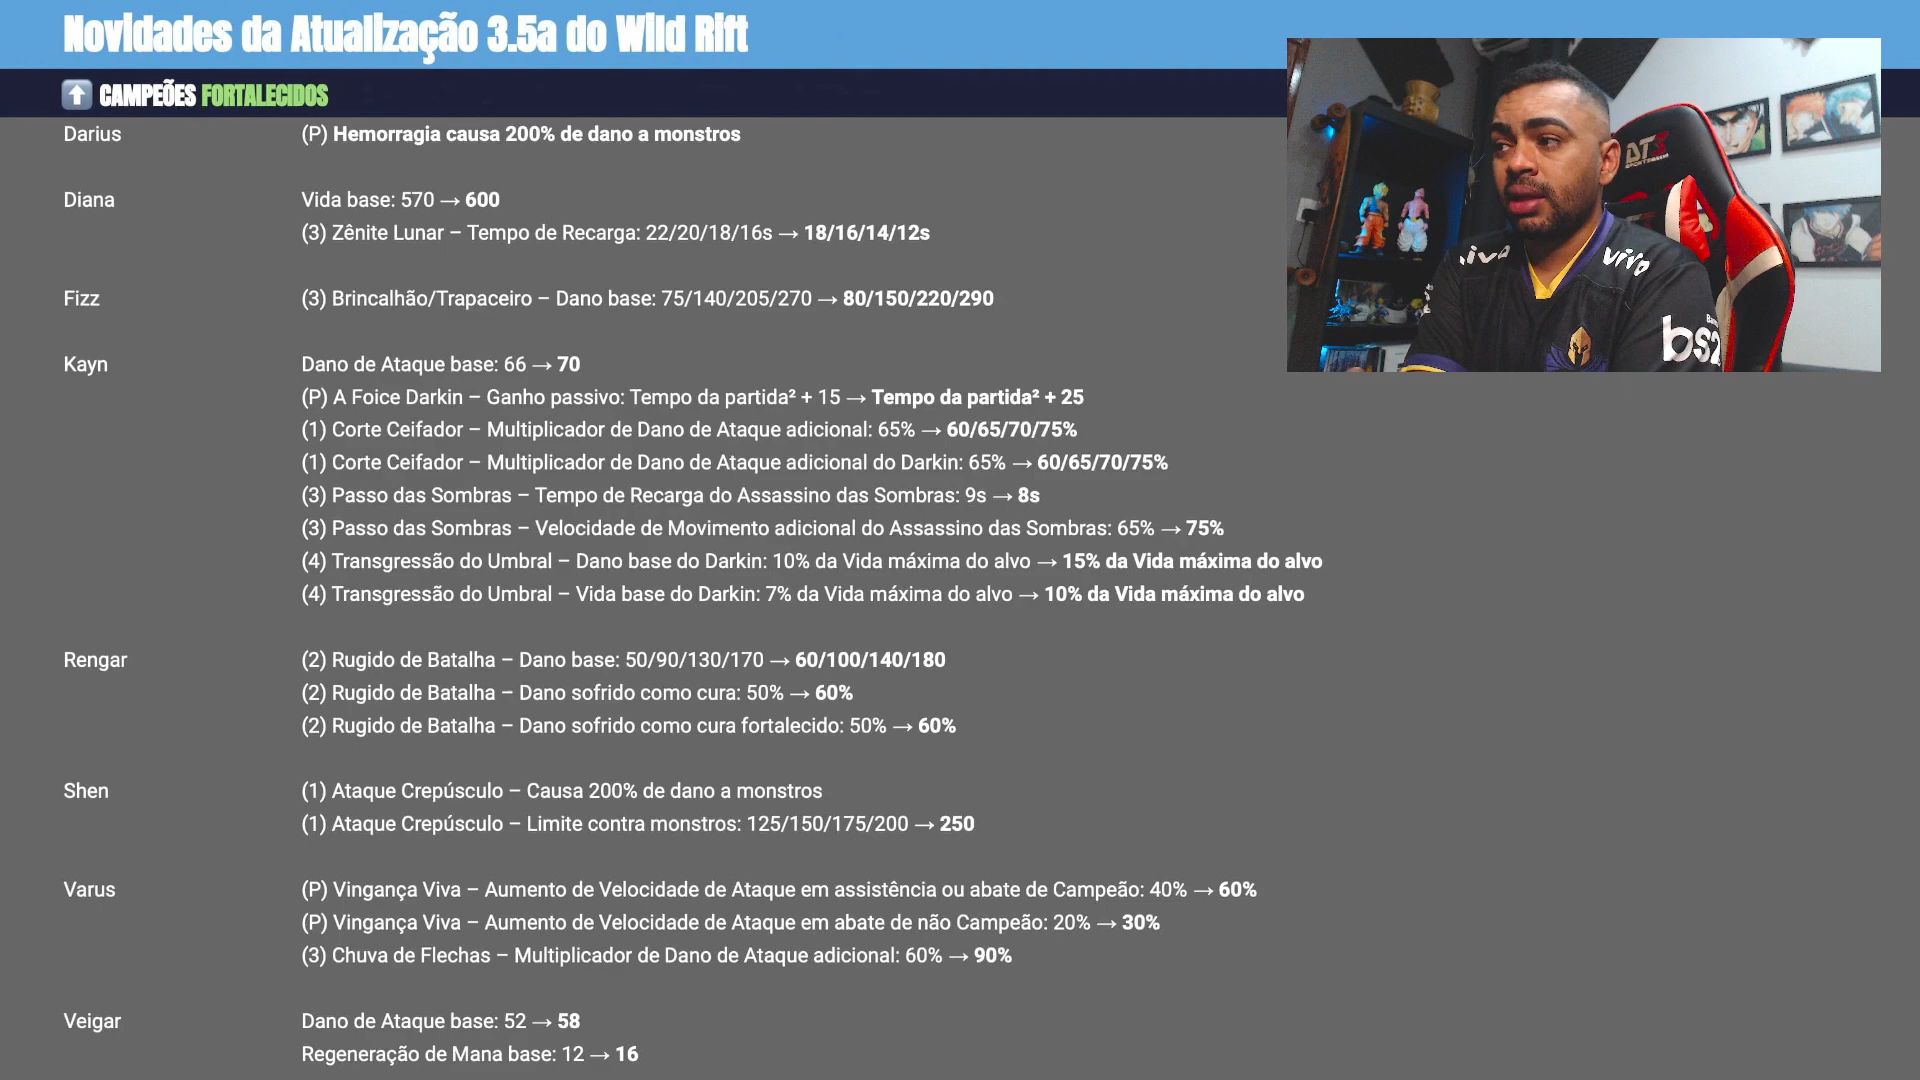 Novidades da Atualização 3.5a do Wild Rift
CAMPEÕES FORTALECIDOS
Darius (P) Hemorragia causa 200% de dano a monstros
Diana Vida base: 570 → 600
(3) Zênite Lunar – Tempo de Recarga: 22/20/18/16s → 18/16/14/12s
Fizz (3) Brincalhão/Trapaceiro – Dano base: 75/140/205/270 → 80/150/220/290
Kayn Dano de Ataque base: 66 → 70
(P) A Foice Darkin – Ganho passivo: Tempo da partida² + 15 → Tempo da partida² + 25
(1) Corte Ceifador – Multiplicador de Dano de Ataque adicional: 65% → 60/65/70/75%
(1) Corte Ceifador – Multiplicador de Dano de Ataque adicional do Darkin: 65% → 60/65/70/75%
(3) Passo das Sombras – Tempo de Recarga do Assassino das Sombras: 9s → 8s
(3) Passo das Sombras – Velocidade de Movimento adicional do Assassino das Sombras: 65% → 75%
(4) Transgressão do Umbral – Dano base do Darkin: 10% da Vida máxima do alvo → 15% da Vida máxima do alvo
(4) Transgressão do Umbral – Vida base do Darkin: 7% da Vida máxima do alvo → 10% da Vida máxima do alvo
Rengar (2) Rugido de Batalha – Dano base: 50/90/130/170 → 60/100/140/180
(2) Rugido de Batalha – Dano sofrido como cura: 50% → 60%
(2) Rugido de Batalha – Dano sofrido como cura fortalecido: 50% → 60%
Shen (1) Ataque Crepúsculo – Causa 200% de dano a monstros
(1) Ataque Crepúsculo – Limite contra monstros: 125/150/175/200 → 250
Varus (P) Vingança Viva – Aumento de Velocidade de Ataque em assistência ou abate de Campeão: 40% → 60%
(P) Vingança Viva – Aumento de Velocidade de Ataque em abate de não Campeão: 20% → 30%
(3) Chuva de Flechas – Multiplicador de Dano de Ataque adicional: 60% → 90%
Veigar Dano de Ataque base: 52 → 58
Regeneração de Mana base: 12 → 16
vivo
bs2